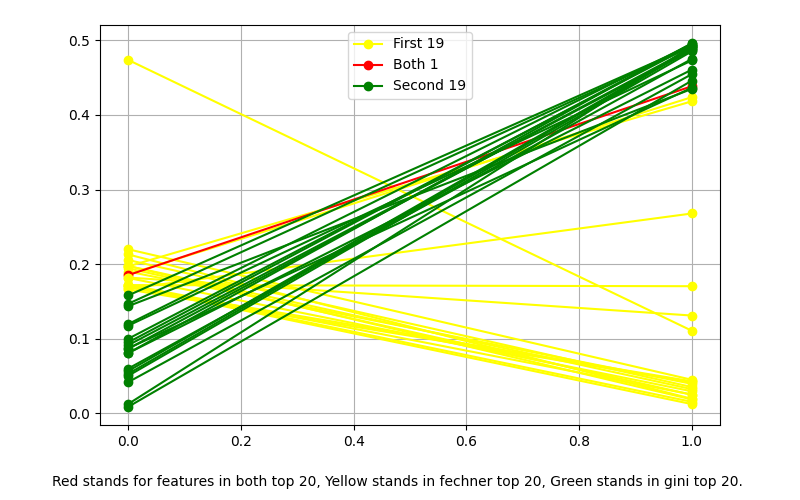 0.5
0.4
0.3
0.2
0.1
0.0
First 19
Both 1
Second 19
0.0 0.2 0.4 0.6 0.8 1.0
Red stands for features in both top 20, Yellow stands in fechner top 20, Green stands in gini top 20.